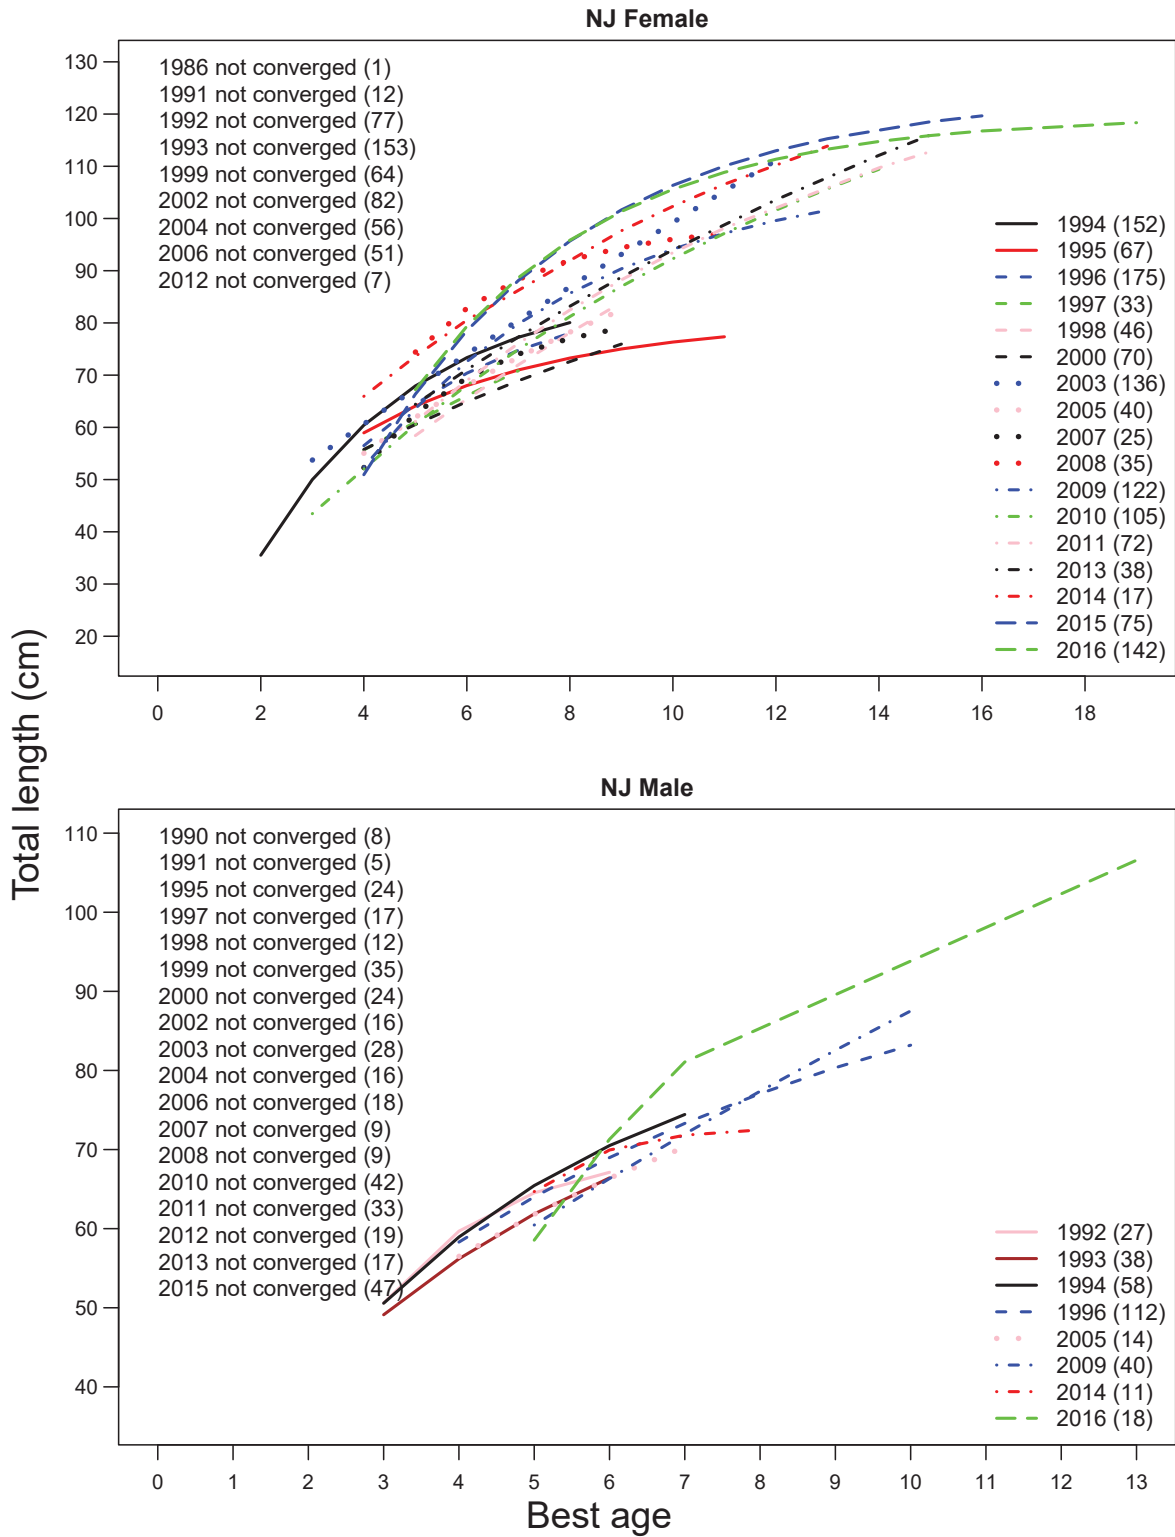 NJ Female
1986 not converged (1)
1991 not converged (12)
1992 not converged (77)
1993 not converged (153)
1999 not converged (64)
2002 not converged (82)
2004 not converged (56)
2006 not converged (51)
2012 not converged (7)
130
120
110
100
90
80
70
60
50
40
30
20
1994 (152)
1995 (67)
1996 (175)
1997 (33)
1998 (46)
2000 (70)
2003 (136)
2005 (40)
2007 (25)
2008 (35)
2009 (122)
2010 (105)
2011 (72)
2013 (38)
2014 (17)
2015 (75)
2016 (142)
0 2 4 6 8 10 12 14 16 18
Total length (cm)
NJ Male
1990 not converged (8)
1991 not converged (5)
1995 not converged (24)
1997 not converged (17)
1998 not converged (12)
1999 not converged (35)
2000 not converged (24)
2002 not converged (16)
2003 not converged (28)
2004 not converged (16)
2006 not converged (18)
2007 not converged (9)
2008 not converged (9)
2010 not converged (42)
2011 not converged (33)
2012 not converged (19)
2013 not converged (17)
2015 not converged (47)
110
100
90
80
70
60
50
40
1992 (27)
1993 (38)
1994 (58)
1996 (112)
2005 (14)
2009 (40)
2014 (11)
2016 (18)
0 1 2 3 4 5 6 7 8 9 10 11 12 13
Best age